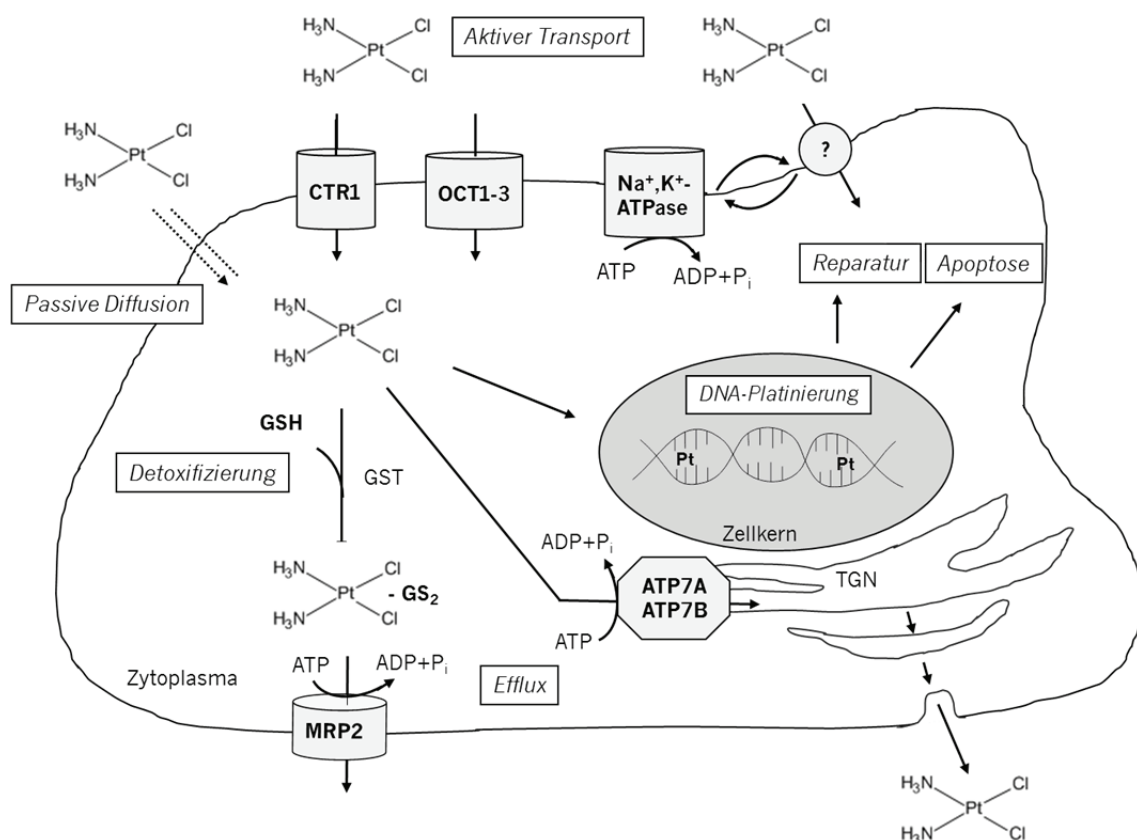 H₃N
Cl
Pt
H₃N
Cl
Aktiver Transport
H₃N
Cl
Pt
H₃N
Cl
H₃N
Cl
Pt
H₃N
Cl
CTR1
OCT1-3
Na⁺,K⁺-
ATPase
?
ATP
ADP+Pᵢ
Passive Diffusion
Reparatur
Apoptose
H₃N
Cl
Pt
H₃N
Cl
DNA-Platinierung
Pt
Pt
Zellkern
GSH
Detoxifizierung
GST
H₃N
Cl
Pt
- GS₂
H₃N
Cl
ADP+Pᵢ
ATP7A
ATP7B
ATP
TGN
Zytoplasma
ATP
ADP+Pᵢ
Efflux
MRP2
H₃N
Cl
Pt
H₃N
Cl